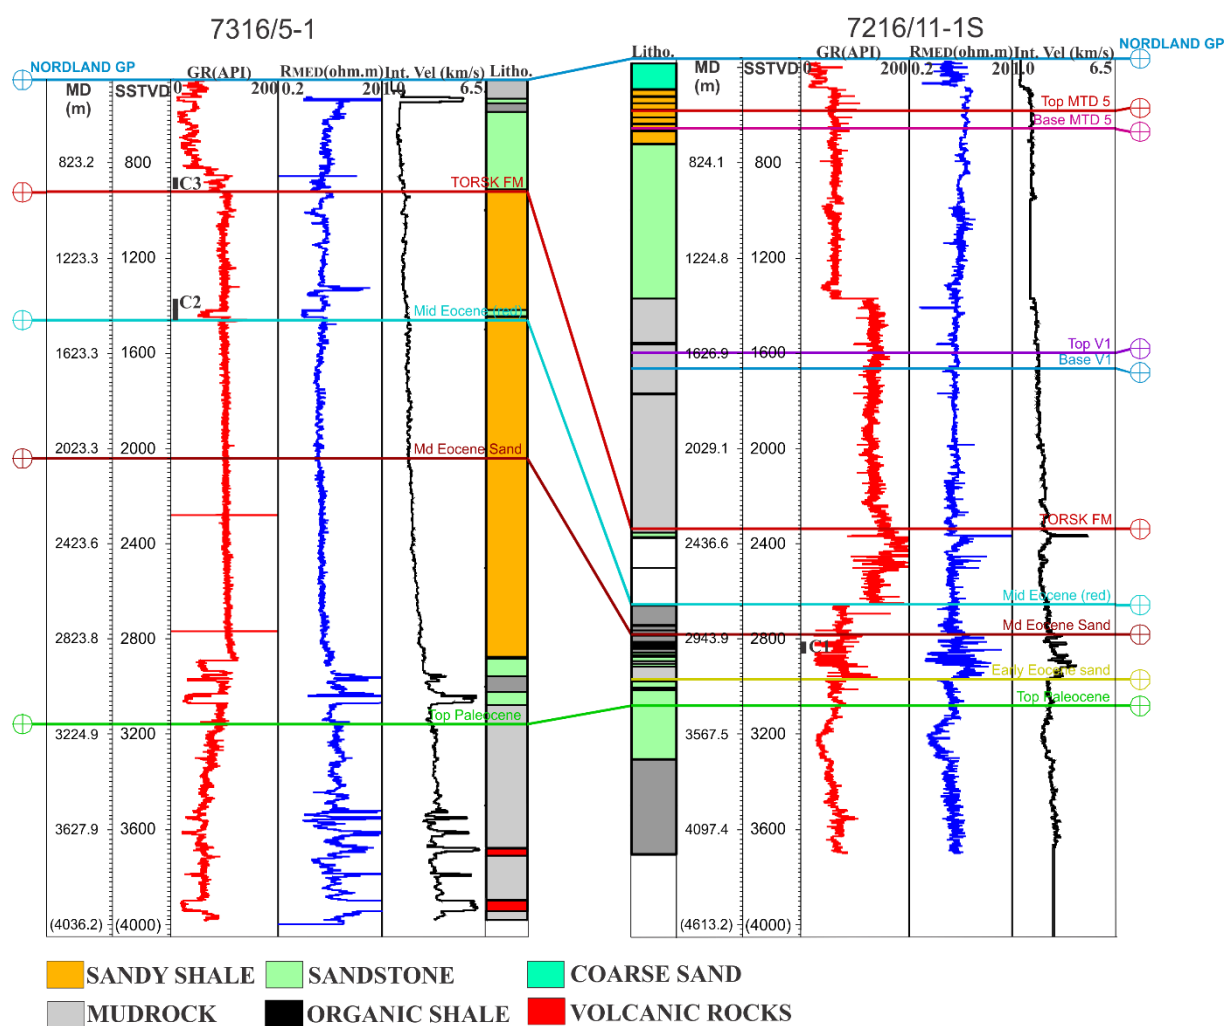 7316/5-1
7216/11-1S
NORDLAND GP
NORDLAND GP
MD
(m)
SSTVD
GR(API)
0
200
RMED(ohm.m)
0.2
20
Int. Vel (km/s)
1.0
6.5
Litho.
Litho.
MD
(m)
SSTVD
GR(API)
0
200
RMED(ohm.m)
0.2
20
Int. Vel (km/s)
1.0
6.5
Top MTD 5
Base MTD 5
823.2
800
824.1
800
C3
TORSK FM
1223.3
1200
1224.8
1200
C2
Mid Eocene (red)
1623.3
1600
1626.9
1600
Top V1
Base V1
2023.3
2000
Md Eocene Sand
2029.1
2000
TORSK FM
2423.6
2400
2436.6
2400
Mid Eocene (red)
Md Eocene Sand
2823.8
2800
2943.9
2800
C1
Early Eocene sand
Top Paleocene
Top Paleocene
3224.9
3200
3567.5
3200
3627.9
3600
4097.4
3600
(4036.2)
(4000)
(4613.2)
(4000)
SANDY SHALE
SANDSTONE
COARSE SAND
MUDROCK
ORGANIC SHALE
VOLCANIC ROCKS